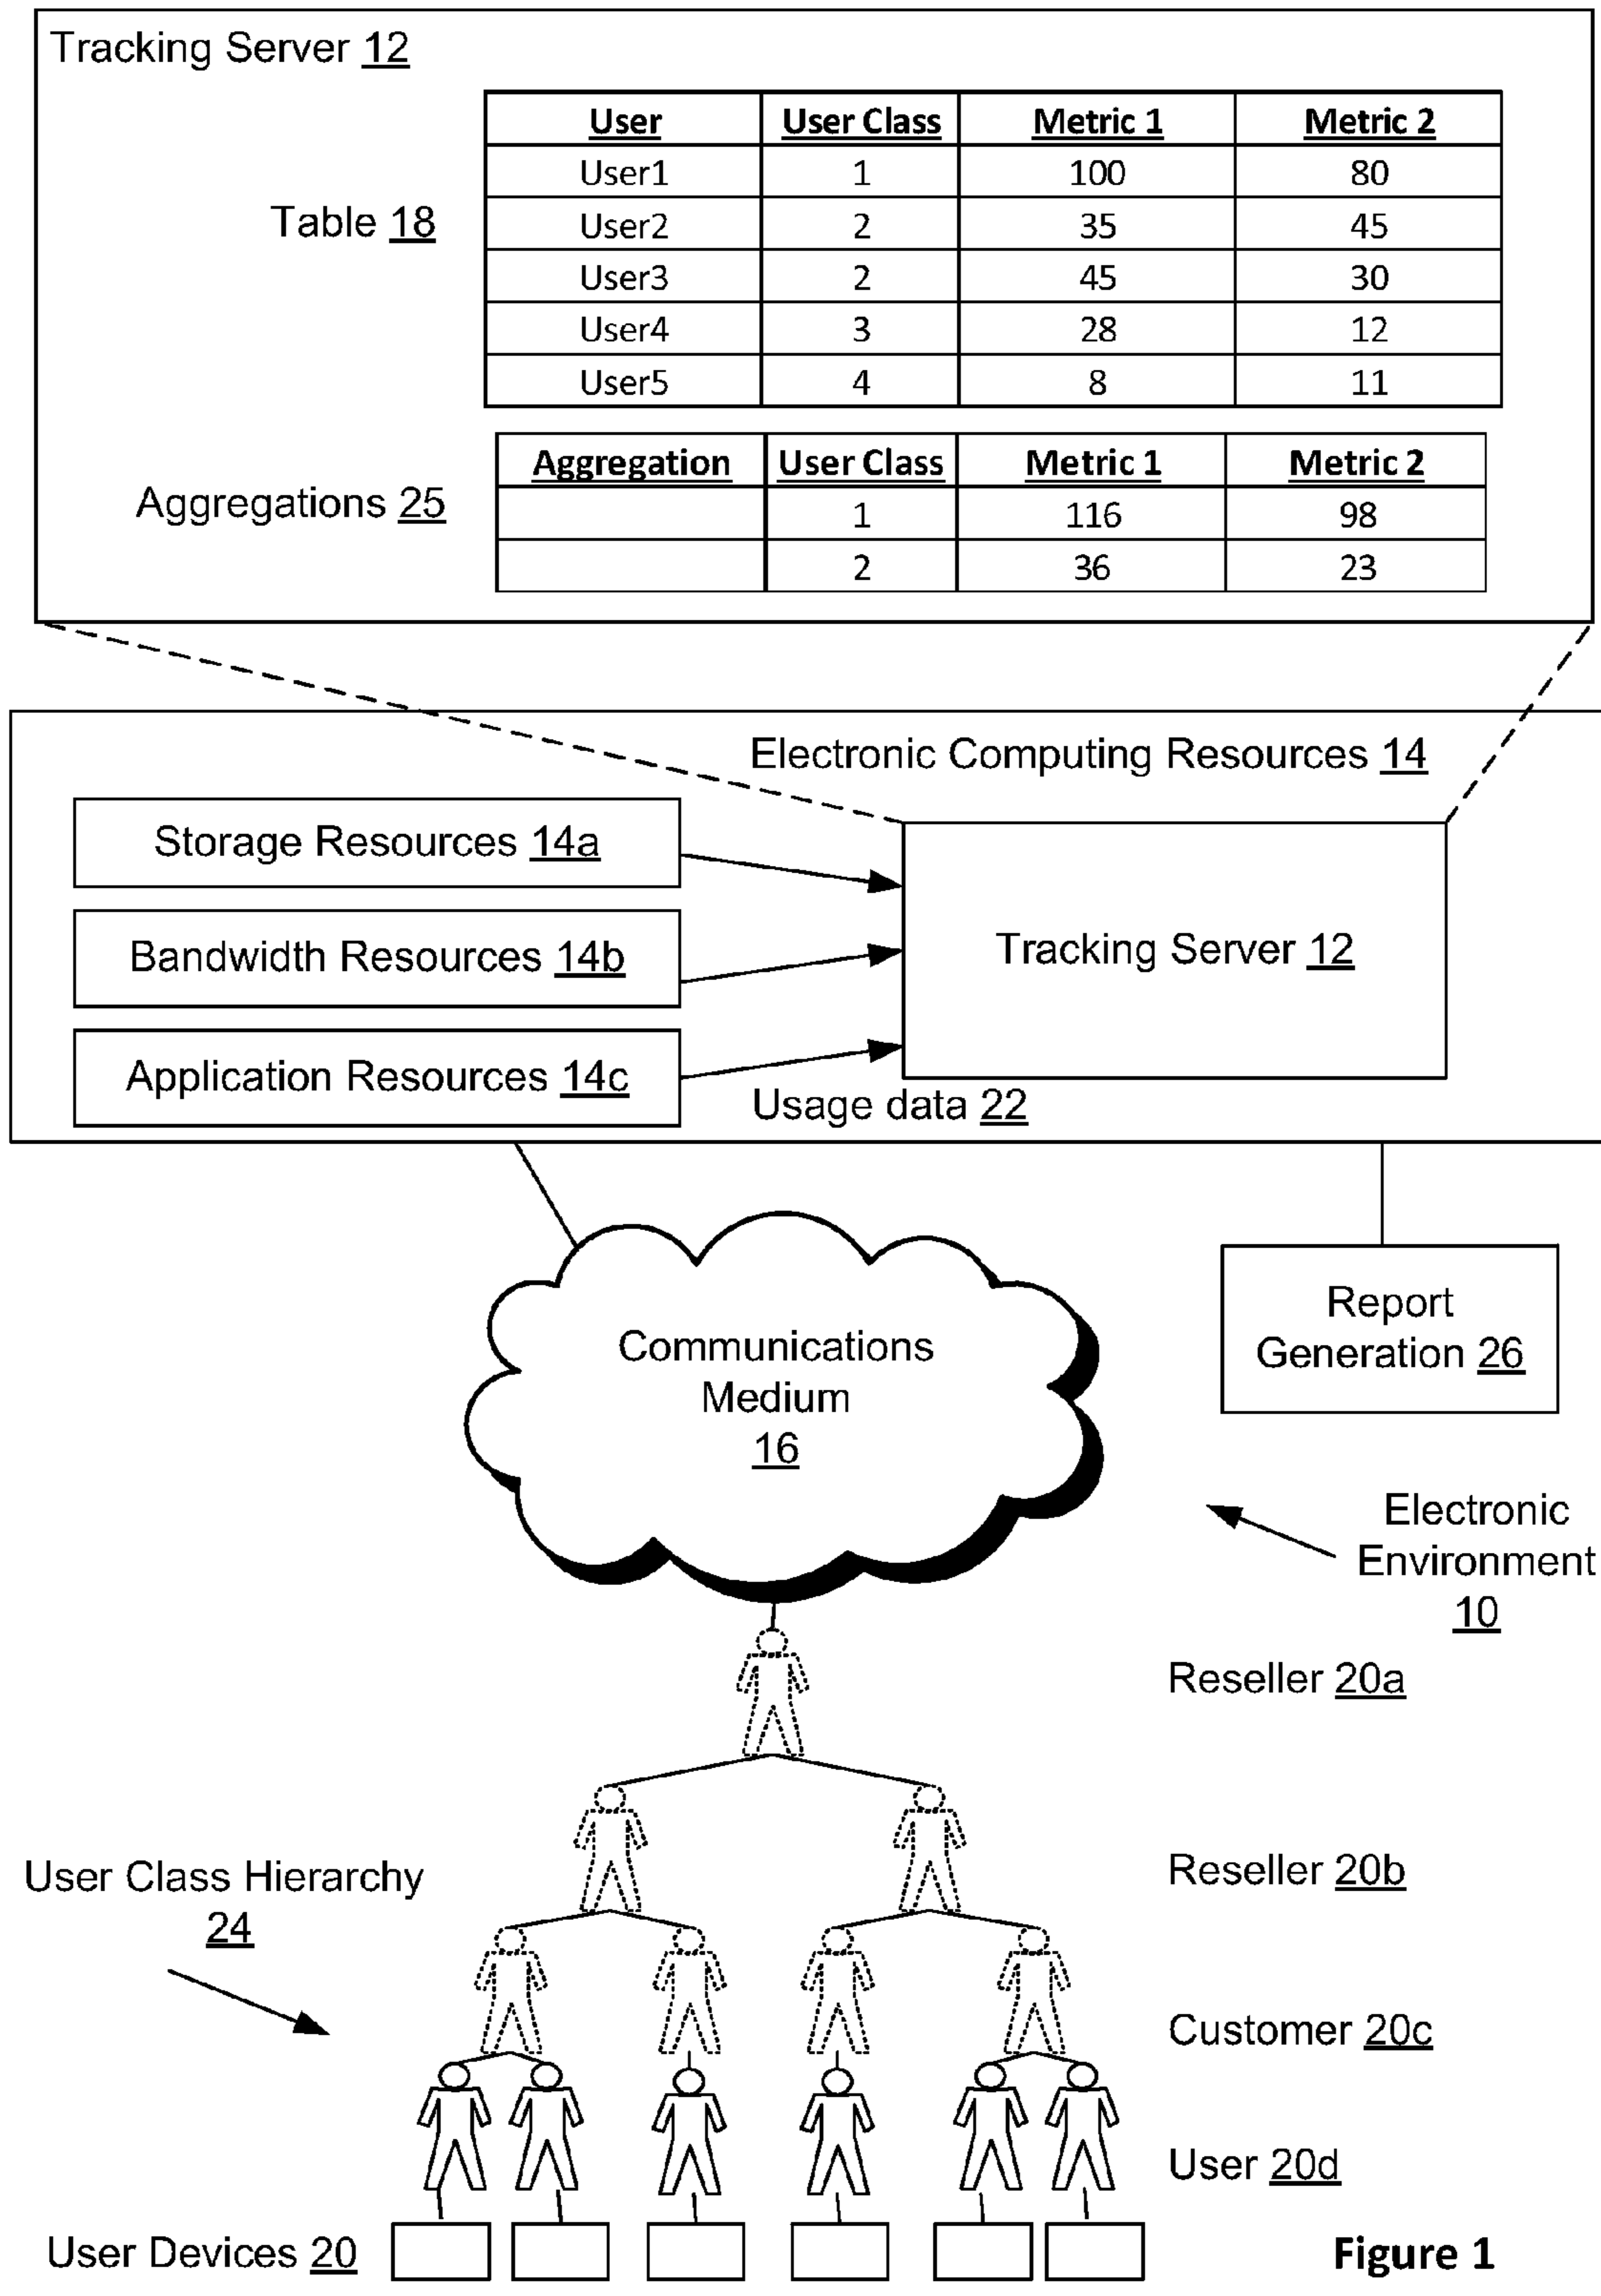 Tracking Server 12
User User Class Metric 1 Metric 2
User1 1 100 80
Table 18
User2 2 35 45
User3 2 45 30
User4 3 28 12
User5 4 8 11
Aggregation User Class Metric 1 Metric 2
Aggregations 25
1 116 98
2 36 23
Electronic Computing Resources 14
Storage Resources 14a
Bandwidth Resources 14b
Tracking Server 12
Application Resources 14c
Usage data 22
Report
Generation 26
Communications
Medium
16
Electronic
Environment
10
Reseller 20a
Reseller 20b
User Class Hierarchy
24
Customer 20c
User 20d
User Devices 20
Figure 1